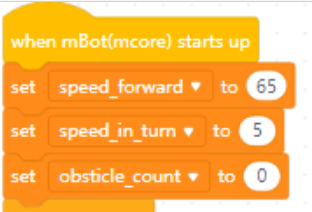 when mBot(mcore) starts up
set speed_forward ▼ to 65
set speed_in_turn ▼ to 5
set obsticle_count ▼ to 0